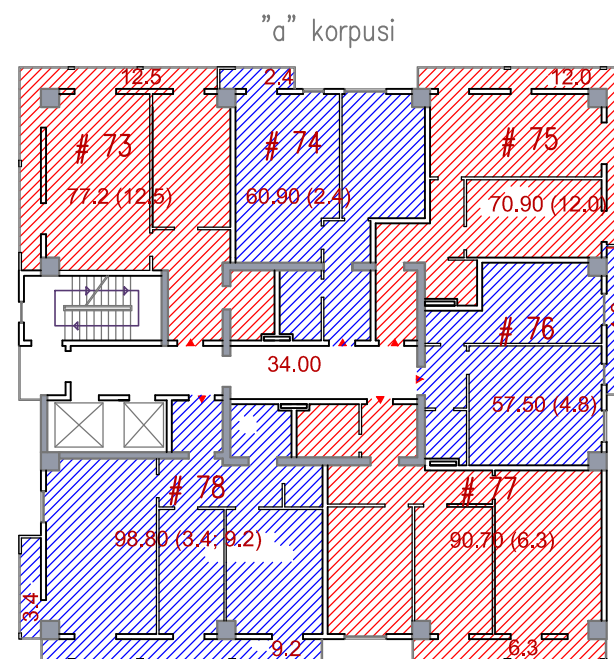 "a" korpusi
12.5 2.4 12.0
# 73 # 74 # 75
77.2 (12.5) 60.90 (2.4) 70.90 (12.0)
# 76
34.00
57.50 (4.8)
# 78 # 77
98.80 (3.4; 9.2) 90.70 (6.3)
3.4
9.2 6.3